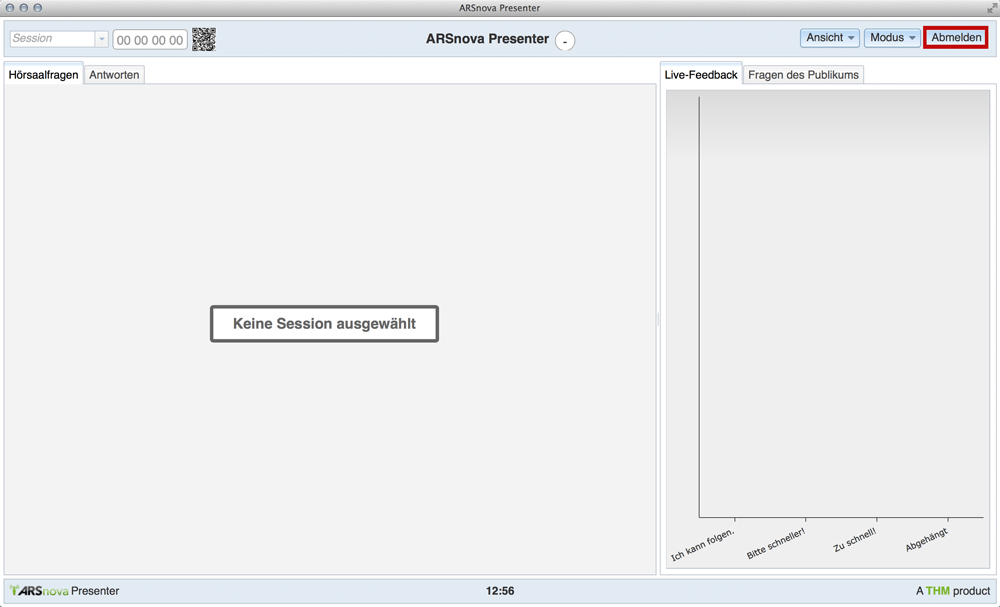 ARSnova Presenter
Session
00 00 00 00
ARSnova Presenter -
Ansicht
Modus
Abmelden
Hörsaalfragen
Antworten
Live-Feedback
Fragen des Publikums
Keine Session ausgewählt
Ich kann folgen.
Bitte schneller!
Zu schnell!
Abgehängt
ARSnova Presenter
12:56
A THM product